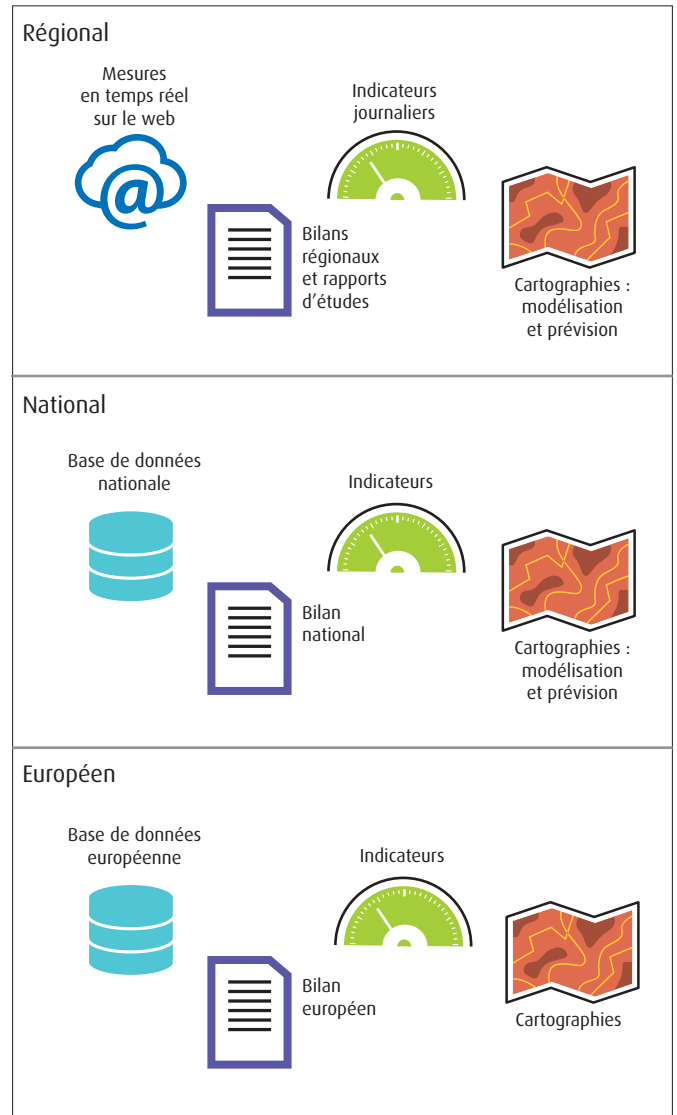 Régional
Mesures
en temps réel
sur le web
Indicateurs
journaliers
@
Bilans
régionaux
et rapports
d'études
Cartographies :
modélisation
et prévision
National
Base de données
nationale
Indicateurs
Bilan
national
Cartographies :
modélisation
et prévision
Européen
Base de données
européenne
Indicateurs
Bilan
européen
Cartographies